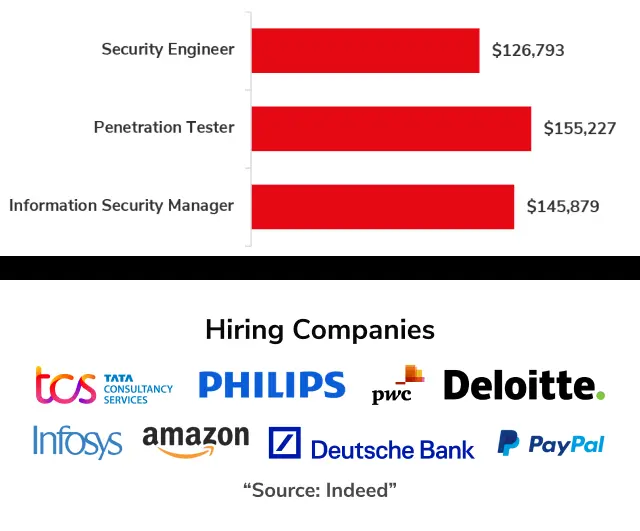 Security Engineer $126,793
Penetration Tester $155,227
Information Security Manager $145,879
Hiring Companies
tcs TATA CONSULTANCY SERVICES PHILIPS pwc Deloitte.
Infosys amazon Deutsche Bank PayPal
“Source: Indeed”